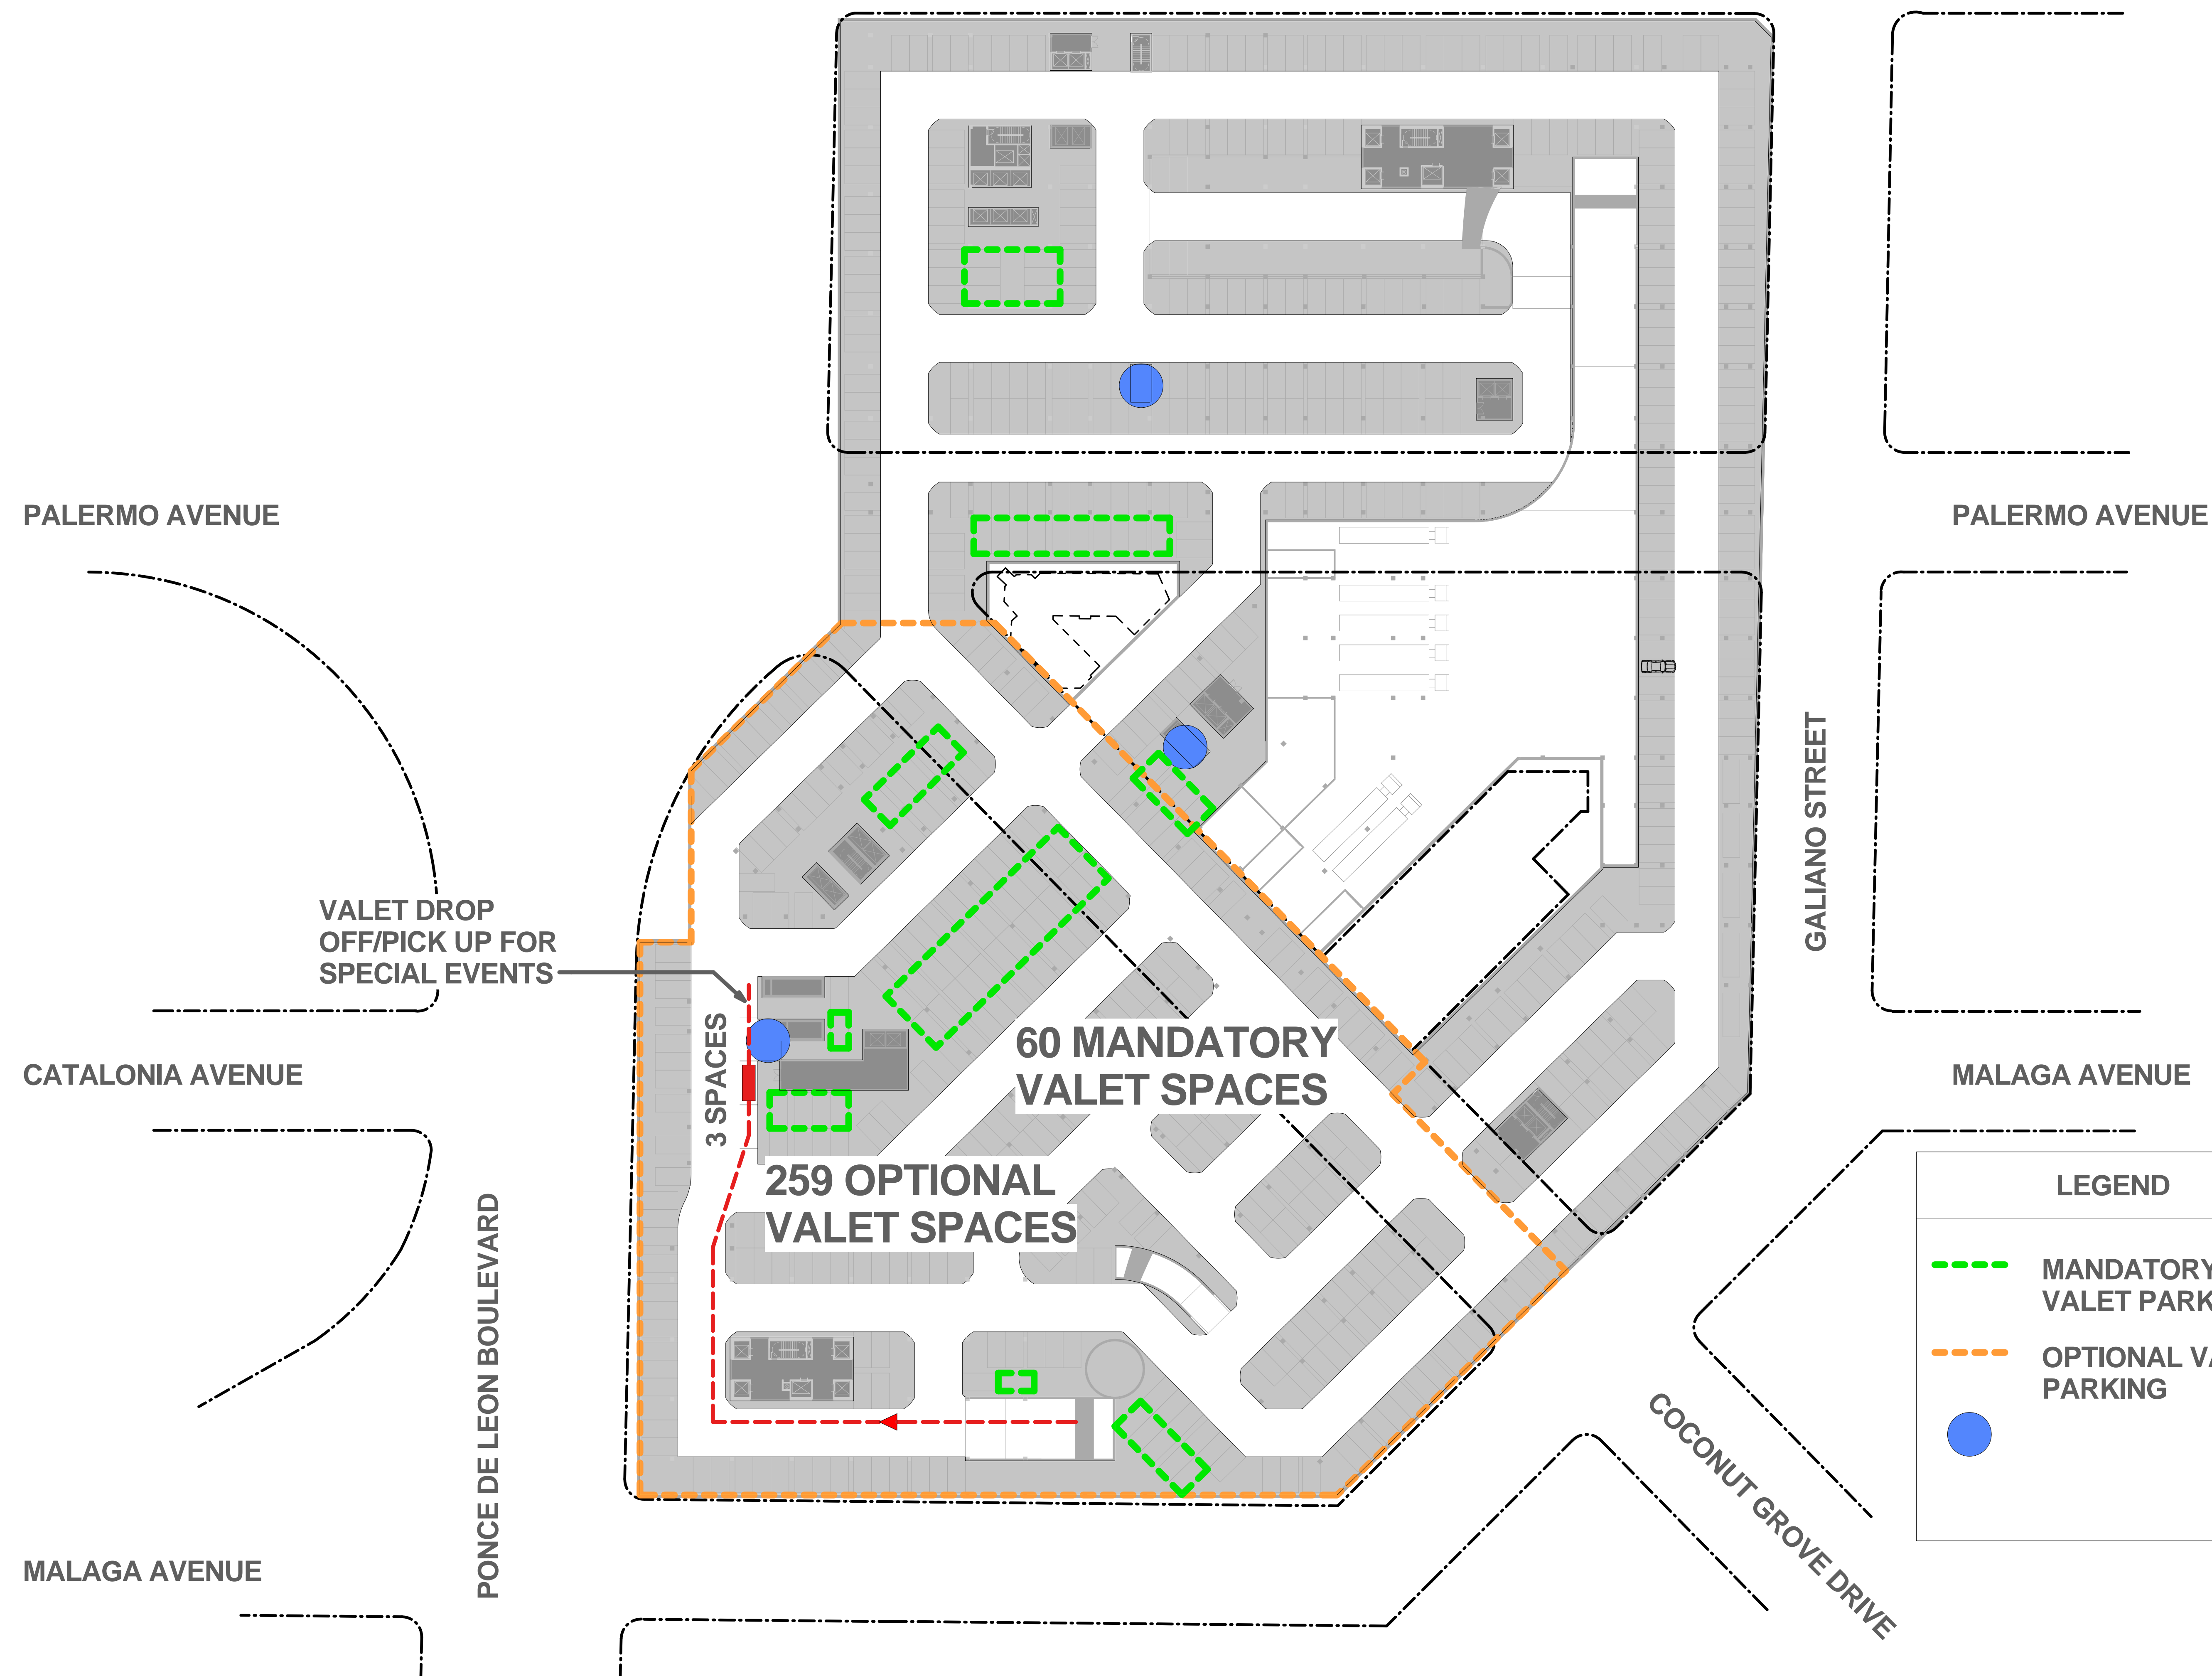 PALERMO AVENUE
PALERMO AVENUE
GALIANO STREET
VALET DROP
OFF/PICK UP FOR
SPECIAL EVENTS
3 SPACES
60 MANDATORY
VALET SPACES
CATALONIA AVENUE
MALAGA AVENUE
259 OPTIONAL
VALET SPACES
PONCE DE LEON BOULEVARD
LEGEND
MANDATORY
VALET PARK
OPTIONAL VA
PARKING
COCONUT GROVE DRIVE
MALAGA AVENUE